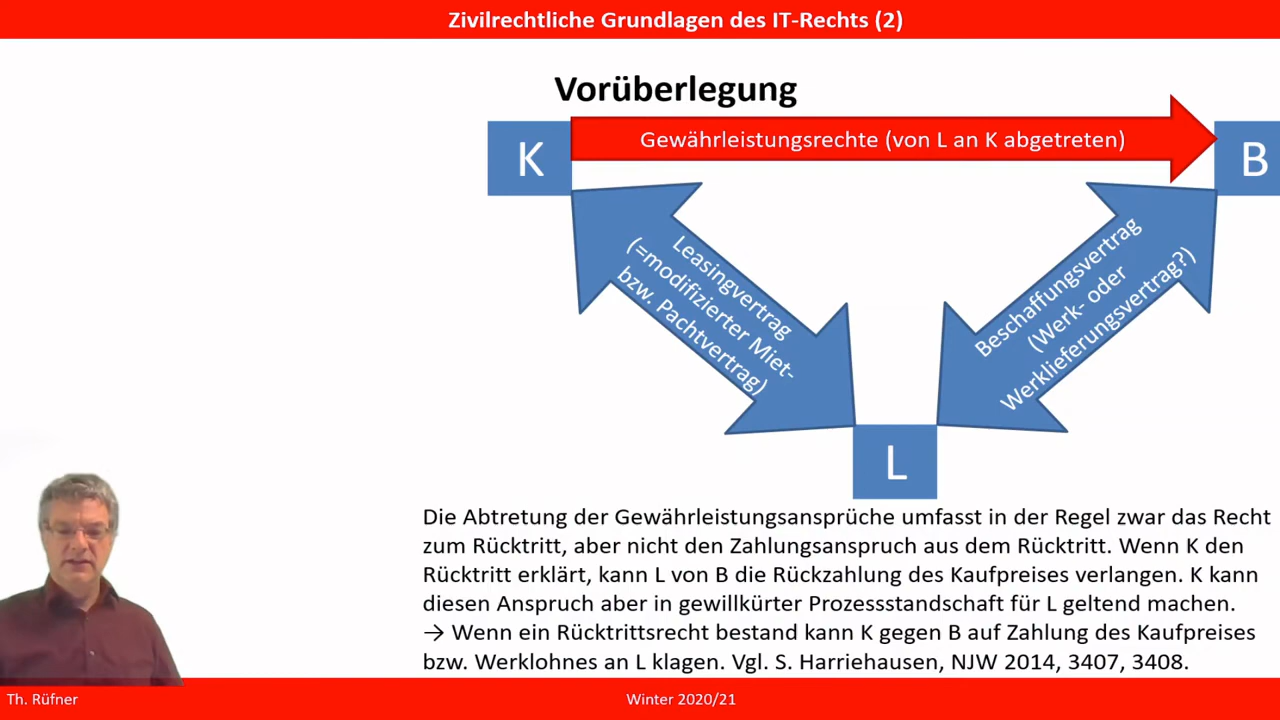 Zivilrechtliche Grundlagen des IT-Rechts (2)
Vorüberlegung
K
Gewährleistungsrechte (von L an K abgetreten)
B
Leasingvertrag
(=modifizierter Miet-
bzw. Pachtvertrag)
Beschaffungsvertrag
(Werk- oder
Werklieferungsvertrag?)
L
Die Abtretung der Gewährleistungsansprüche umfasst in der Regel zwar das Recht
zum Rücktritt, aber nicht den Zahlungsanspruch aus dem Rücktritt. Wenn K den
Rücktritt erklärt, kann L von B die Rückzahlung des Kaufpreises verlangen. K kann
diesen Anspruch aber in gewillkürter Prozessstandschaft für L geltend machen.
→ Wenn ein Rücktrittsrecht bestand kann K gegen B auf Zahlung des Kaufpreises
bzw. Werklohnes an L klagen. Vgl. S. Harriehausen, NJW 2014, 3407, 3408.
Th. Rüfner
Winter 2020/21